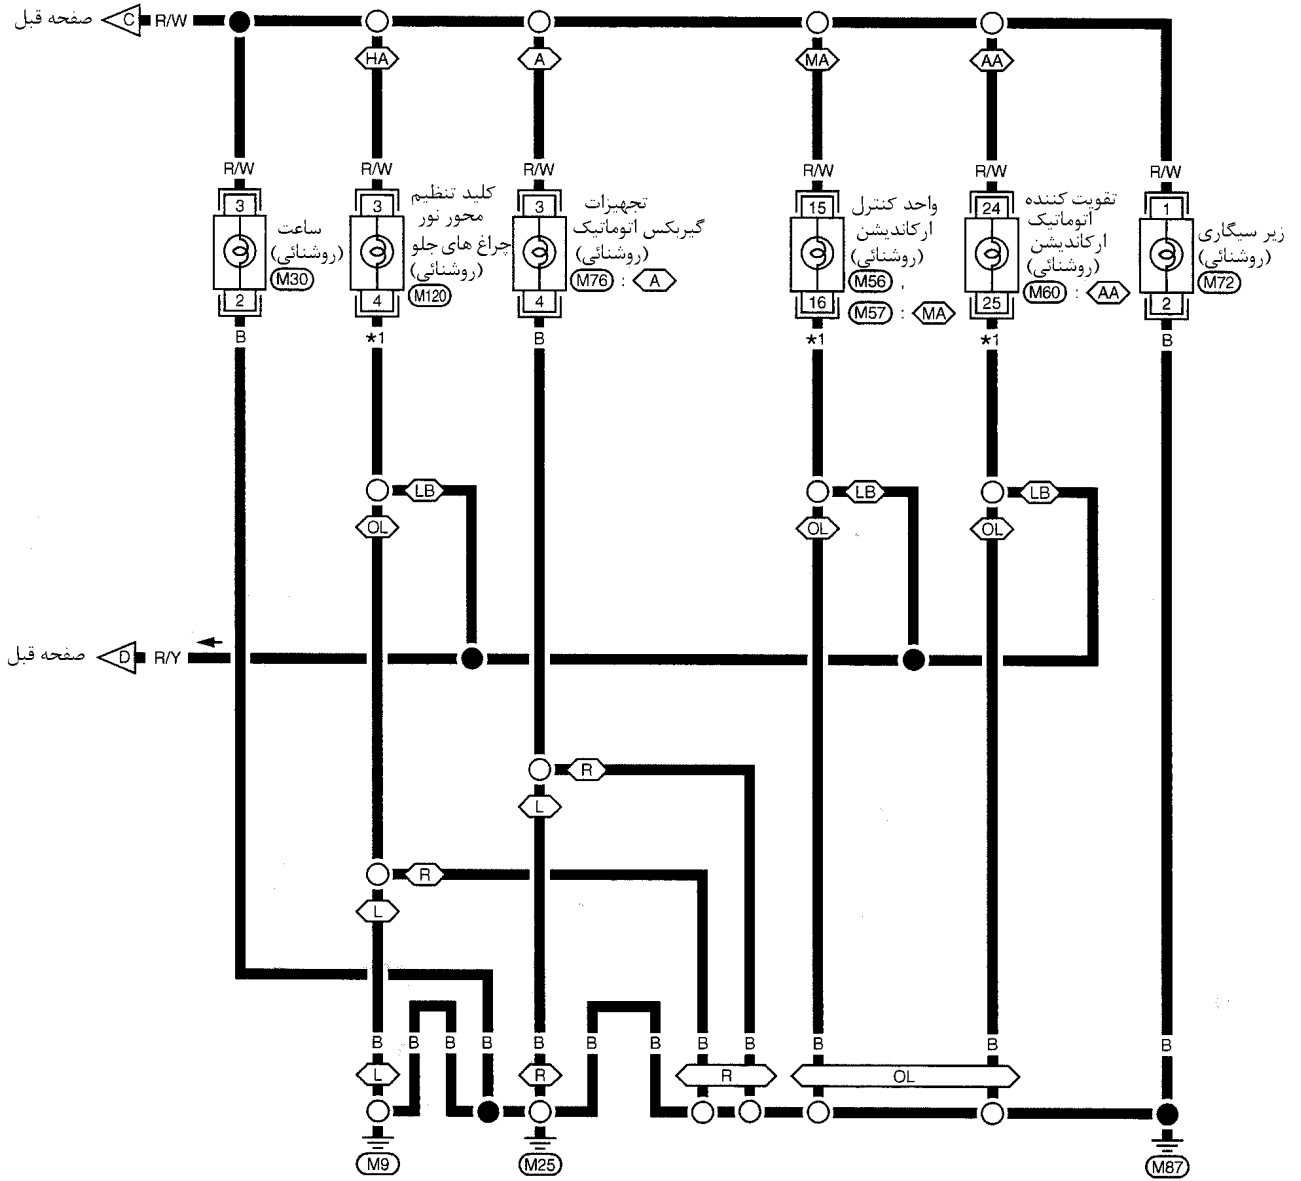 صفحه قبل
C R/W
HA A MA AA
R/W R/W R/W R/W R/W R/W
3
ساعت
(روشنائی)
M30
2
3
کلید تنظیم
محور نور
چراغ های جلو
(روشنائی)
M120
4
3
تجهیزات
گیربکس اتوماتیک
(روشنائی)
M76 : A
4
15
واحد کنترل
ارکاندیشن
(روشنائی)
M56 ,
M57 : MA
16
24
تقویت کننده
اتوماتیک
ارکاندیشن
(روشنائی)
M60 : AA
25
1
زیر سیگاری
(روشنائی)
M72
2
B *1 B *1 *1 B
LB LB LB
OL OL OL
صفحه قبل
D R/Y
R
L
R
L
B B B B B B B B B B B B
L R R OL
M9 M25 M87